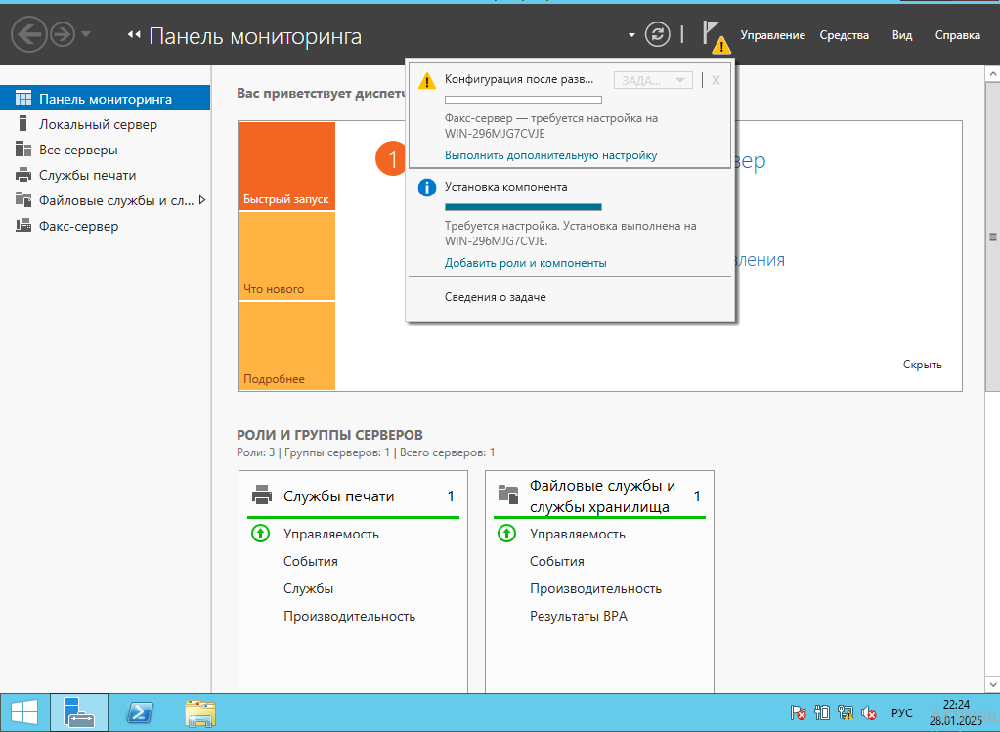 Панель мониторинга
Управление Средства Вид Справка
Панель мониторинга
Локальный сервер
Все серверы
Службы печати
Файловые службы и сл...
Факс-сервер
Вас приветствует
Конфигурация после разв...
ЗАДА...
X
Факс-сервер — требуется настройка на
WIN-296MJG7CVJE
Выполнить дополнительную настройку
Установка компонента
Требуется настройка. Установка выполнена на
WIN-296MJG7CVJE.
Добавить роли и компоненты
Сведения о задаче
1
Быстрый запуск
Что нового
Подробнее
Скрыть
РОЛИ И ГРУППЫ СЕРВЕРОВ
Роли: 3 | Группы серверов: 1 | Всего серверов: 1
Службы печати 1
Управляемость
События
Службы
Производительность
Файловые службы и
службы хранилища 1
Управляемость
События
Производительность
Результаты BPA
РУС
22:24
28.01.2025